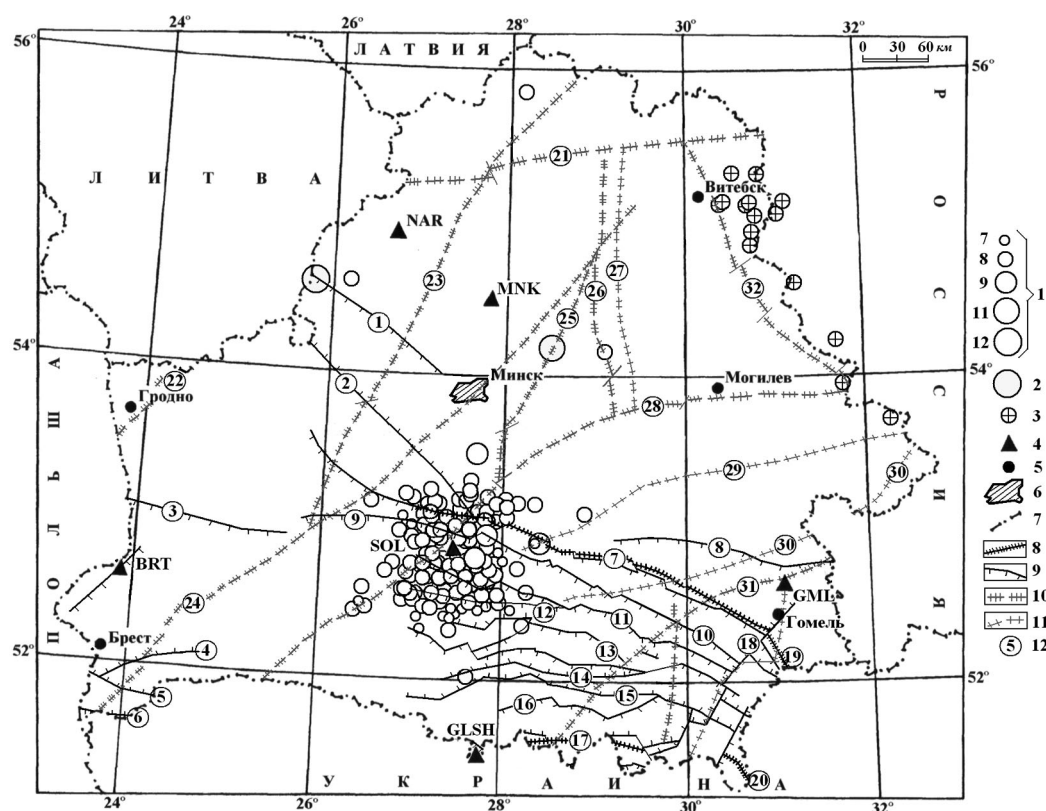 24° 26° 28° 30° 32°
56°
ЛАТВИЯ
0 30 60 км
56°
21
ЛИТВА
Витебск
РОССИЯ
NAR
23
27
26
32
MNK
25
1
54°
2
Минск
54°
22
Гродно
Могилев
28
ПОЛЬША
29
30
3
9
SOL
7
8
30
BRT
31
GML
24
12
11
10
Гомель
Брест
18
52°
4
13
19
52°
14
5
16
15
6
GLSH
17
20
УКРАИНА
24° 26° 28° 30° 32°
7
8
9
11
12
1
2
3
4
5
6
7
8
9
10
11
5 12